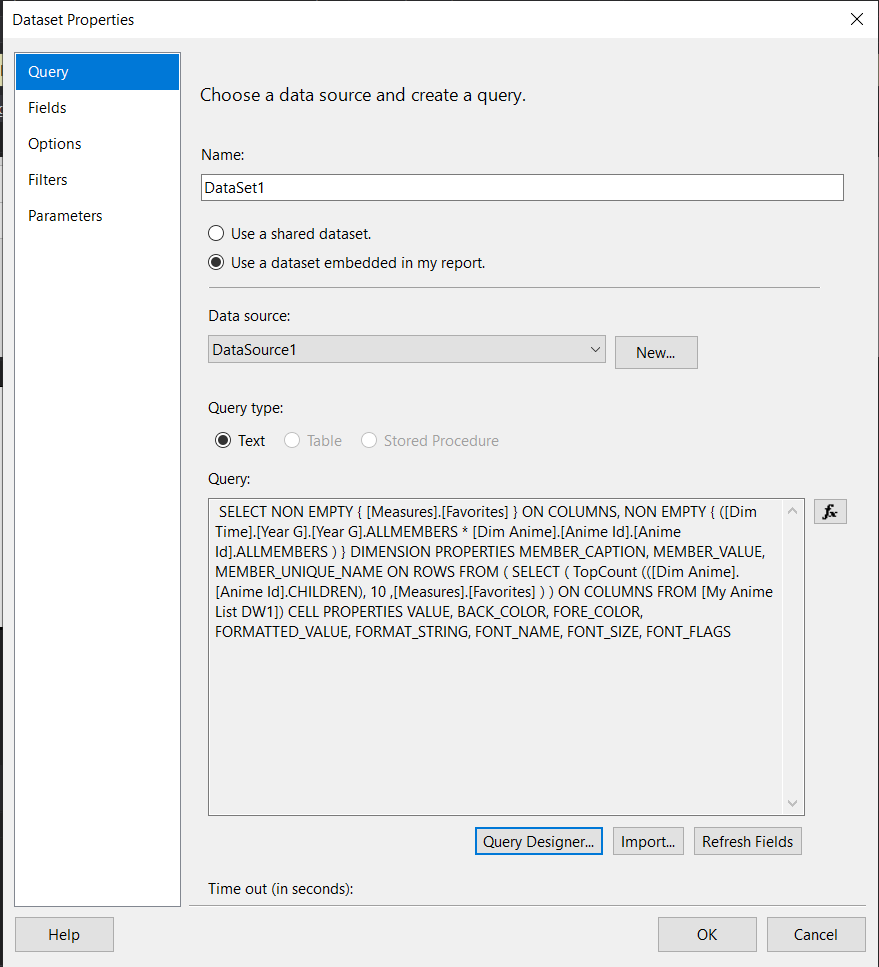 Dataset Properties
Query
Fields
Options
Filters
Parameters
Choose a data source and create a query.
Name:
DataSet1
Use a shared dataset.
Use a dataset embedded in my report.
Data source:
DataSource1
New...
Query type:
Text
Table
Stored Procedure
Query:
SELECT NON EMPTY { [Measures].[Favorites] } ON COLUMNS, NON EMPTY { ([Dim
Time].[Year G].[Year G].ALLMEMBERS * [Dim Anime].[Anime Id].[Anime
Id].ALLMEMBERS ) } DIMENSION PROPERTIES MEMBER_CAPTION, MEMBER_VALUE,
MEMBER_UNIQUE_NAME ON ROWS FROM ( SELECT ( TopCount (([Dim Anime].
[Anime Id].CHILDREN), 10 ,[Measures].[Favorites] ) ) ON COLUMNS FROM [My Anime
List DW1]) CELL PROPERTIES VALUE, BACK_COLOR, FORE_COLOR,
FORMATTED_VALUE, FORMAT_STRING, FONT_NAME, FONT_SIZE, FONT_FLAGS
fx
Query Designer...
Import...
Refresh Fields
Time out (in seconds):
Help
OK
Cancel